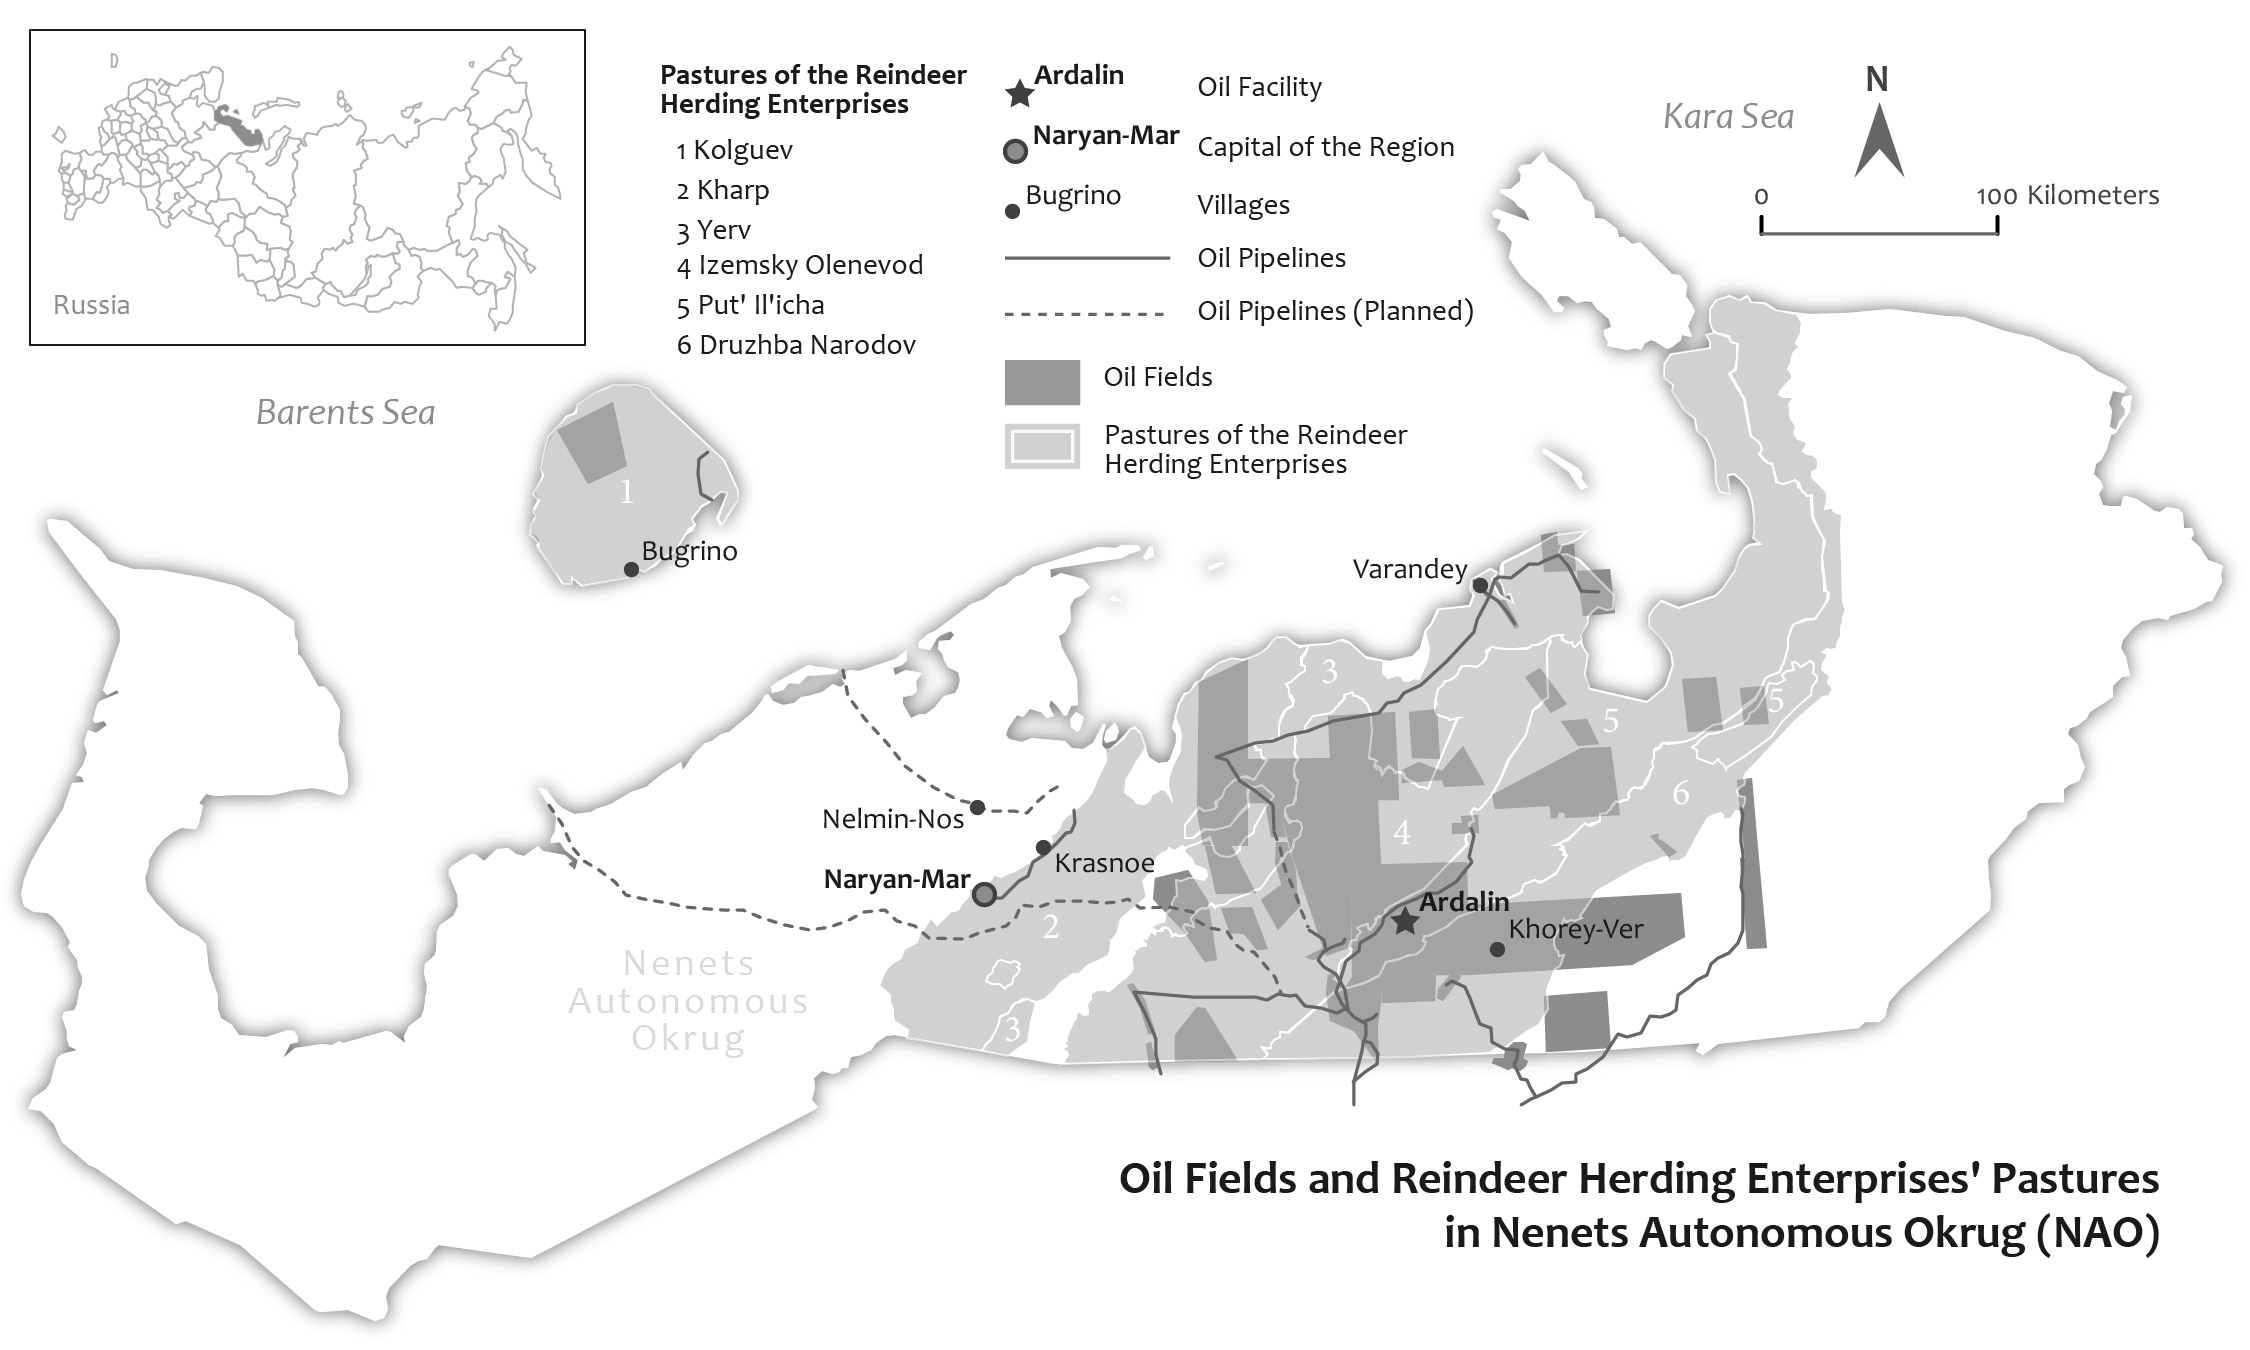 Russia
Pastures of the Reindeer
Herding Enterprises
1 Kolguev
2 Kharp
3 Yerv
4 Izemsky Olenevod
5 Put' Il'icha
6 Druzhba Narodov
Ardalin
Oil Facility
Naryan-Mar
Capital of the Region
Bugrino
Villages
Oil Pipelines
Oil Pipelines (Planned)
Oil Fields
Pastures of the Reindeer
Herding Enterprises
Kara Sea
N
0
100 Kilometers
Barents Sea
1
Bugrino
Varandey
3
5
5
6
4
Nelmin-Nos
Krasnoe
Naryan-Mar
2
3
Ardalin
Khorey-Ver
Nenets
Autonomous
Okrug
Oil Fields and Reindeer Herding Enterprises' Pastures
in Nenets Autonomous Okrug (NAO)